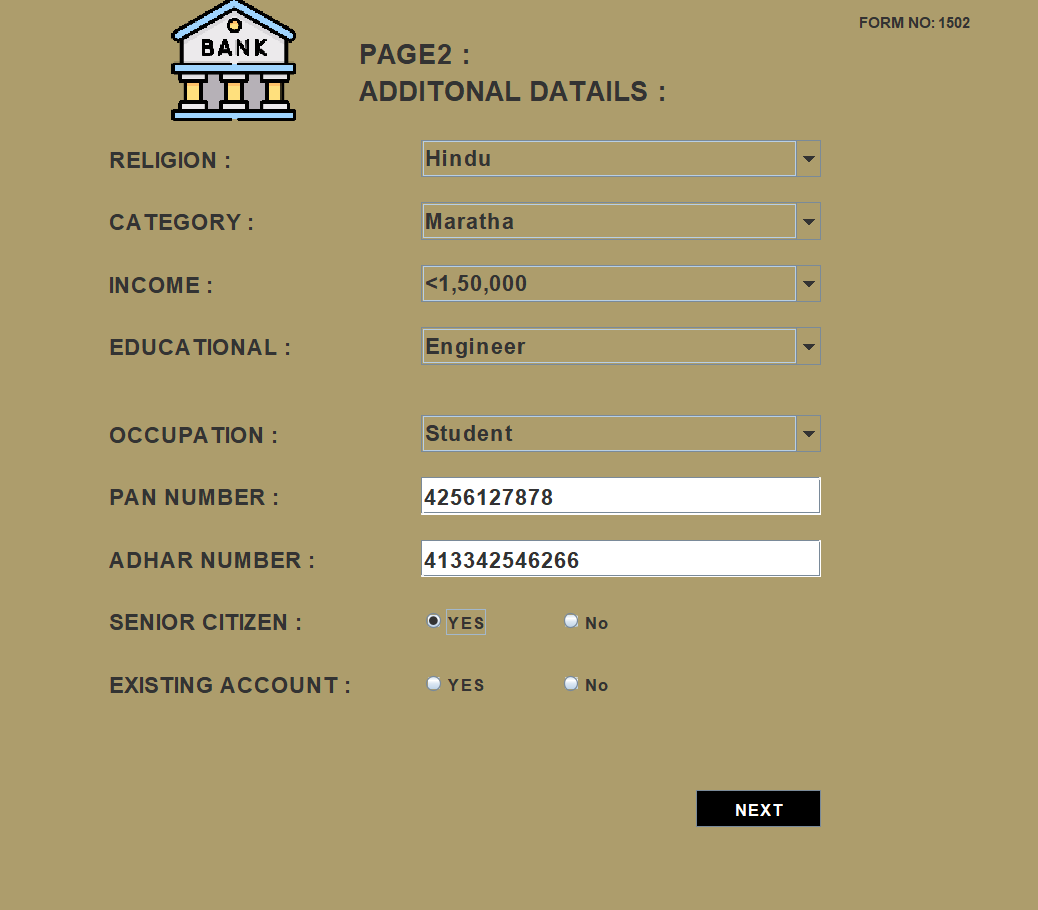 BANK
FORM NO: 1502
PAGE2 :
ADDITONAL DATAILS :
RELIGION : Hindu
CATEGORY : Maratha
INCOME : <1,50,000
EDUCATIONAL : Engineer
OCCUPATION : Student
PAN NUMBER : 4256127878
ADHAR NUMBER : 413342546266
SENIOR CITIZEN : YES No
EXISTING ACCOUNT : YES No
NEXT